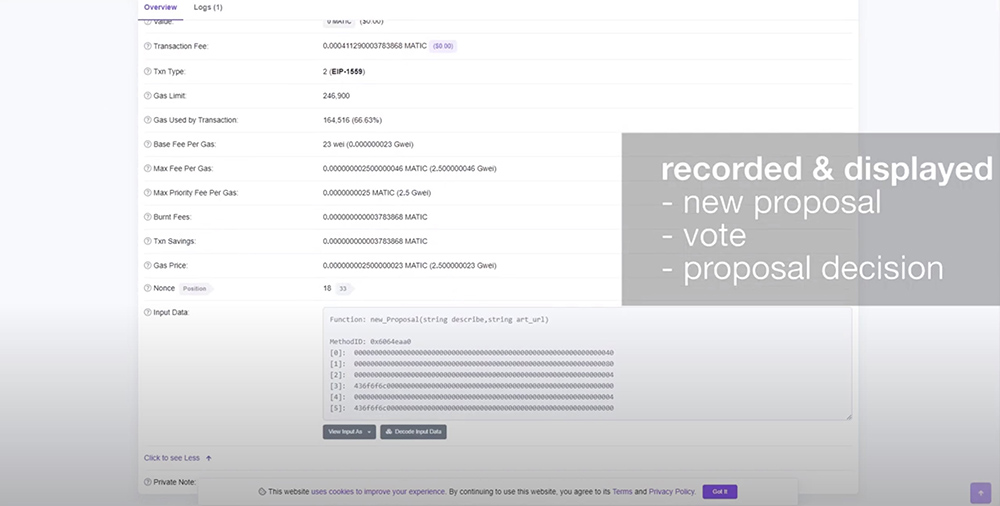 Overview Logs (1)
Value: 0 MATIC ($0.00)
Transaction Fee: 0.000411290003783868 MATIC ($0.00)
Txn Type: 2 (EIP-1559)
Gas Limit: 246,900
Gas Used by Transaction: 164,516 (66.63%)
Base Fee Per Gas: 23 wei (0.000000023 Gwei)
Max Fee Per Gas: 0.000000002500000046 MATIC (2.500000046 Gwei)
Max Priority Fee Per Gas: 0.0000000025 MATIC (2.5 Gwei)
Burnt Fees: 0.000000000003783868 MATIC
Txn Savings: 0.000000000003783868 MATIC
Gas Price: 0.000000002500000023 MATIC (2.500000023 Gwei)
Nonce Position 18 33
Input Data:
Function: new_Proposal(string describe,string art_url)
MethodID: 0x6064eaa0
[0]: 0000000000000000000000000000000000000000000000000000000000000040
[1]: 0000000000000000000000000000000000000000000000000000000000000080
[2]: 0000000000000000000000000000000000000000000000000000000000000004
[3]: 436f6f6c00000000000000000000000000000000000000000000000000000000
[4]: 0000000000000000000000000000000000000000000000000000000000000004
[5]: 436f6f6c00000000000000000000000000000000000000000000000000000000
View Input As Decode Input Data
Click to see Less
Private Note:
This website uses cookies to improve your experience. By continuing to use this website, you agree to its Terms and Privacy Policy. Got It
recorded & displayed
- new proposal
- vote
- proposal decision